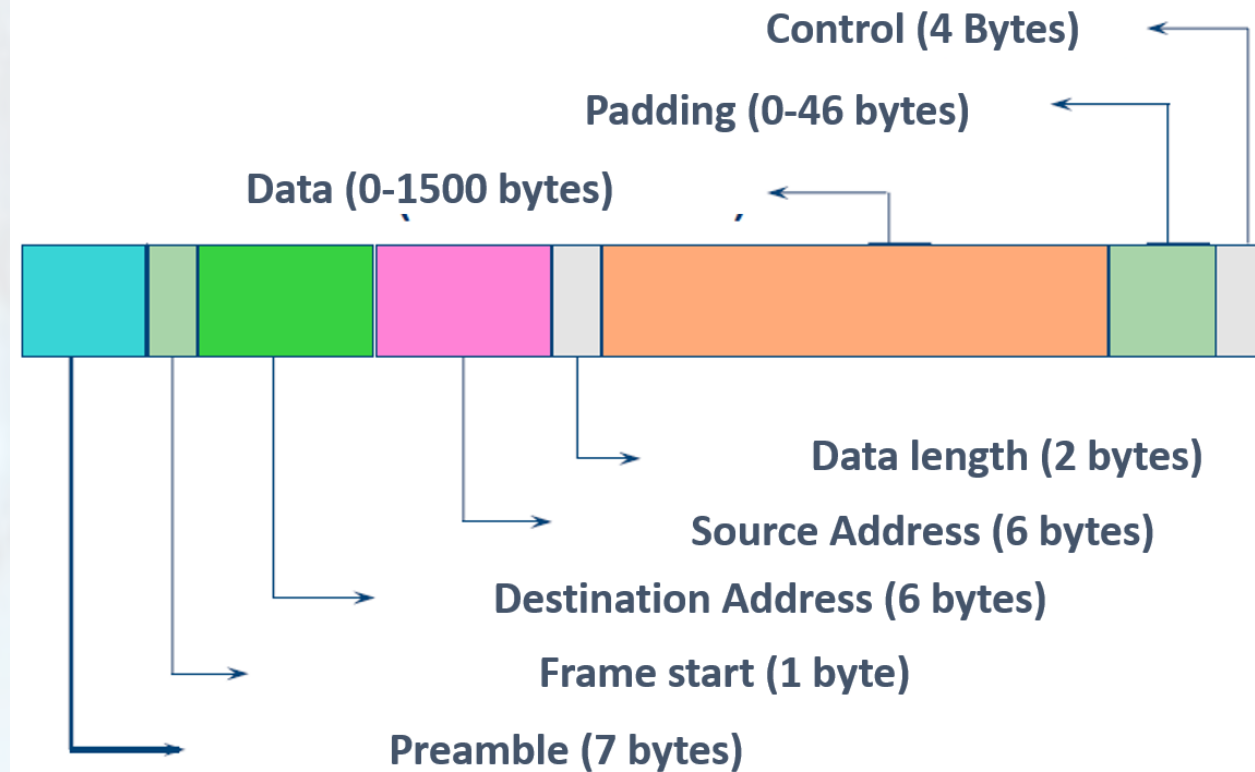 Control (4 Bytes)
Padding (0-46 bytes)
Data (0-1500 bytes)
Data length (2 bytes)
Source Address (6 bytes)
Destination Address (6 bytes)
Frame start (1 byte)
Preamble (7 bytes)